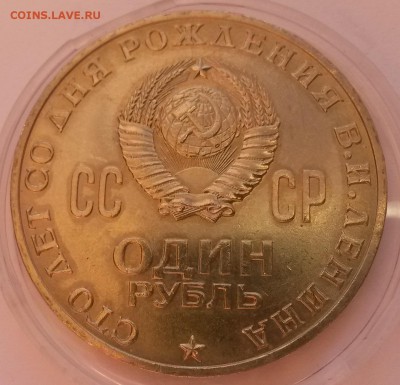 COINS.LAVE.RU
СТО ЛЕТ СО ДНЯ РОЖДЕНИЯ В.И.ЛЕНИНА
СС СР
ОДИН
РУБЛЬ